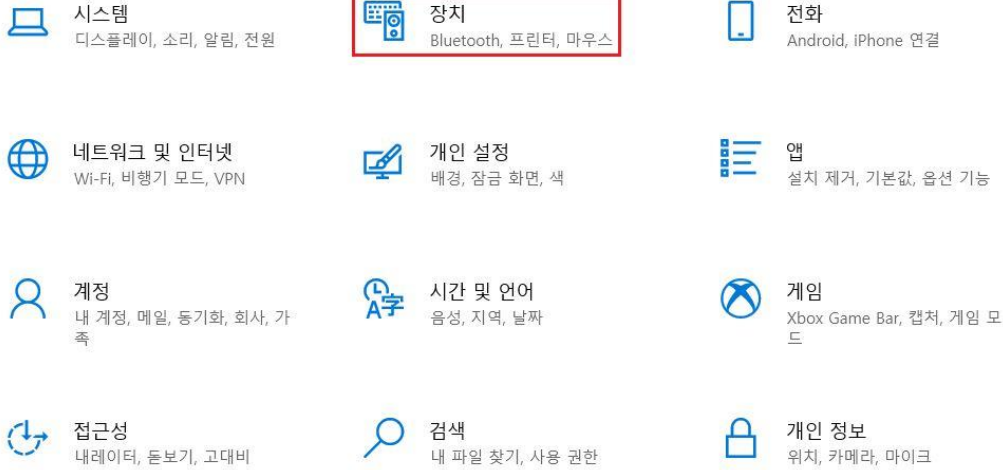 시스템
디스플레이, 소리, 알림, 전원
장치
Bluetooth, 프린터, 마우스
전화
Android, iPhone 연결
네트워크 및 인터넷
Wi-Fi, 비행기 모드, VPN
개인 설정
배경, 잠금 화면, 색
앱
설치 제거, 기본값, 옵션 기능
계정
내 계정, 메일, 동기화, 회사, 가
족
시간 및 언어
음성, 지역, 날짜
게임
Xbox Game Bar, 캡처, 게임 모
드
접근성
내레이터, 돋보기, 고대비
검색
내 파일 찾기, 사용 권한
개인 정보
위치, 카메라, 마이크